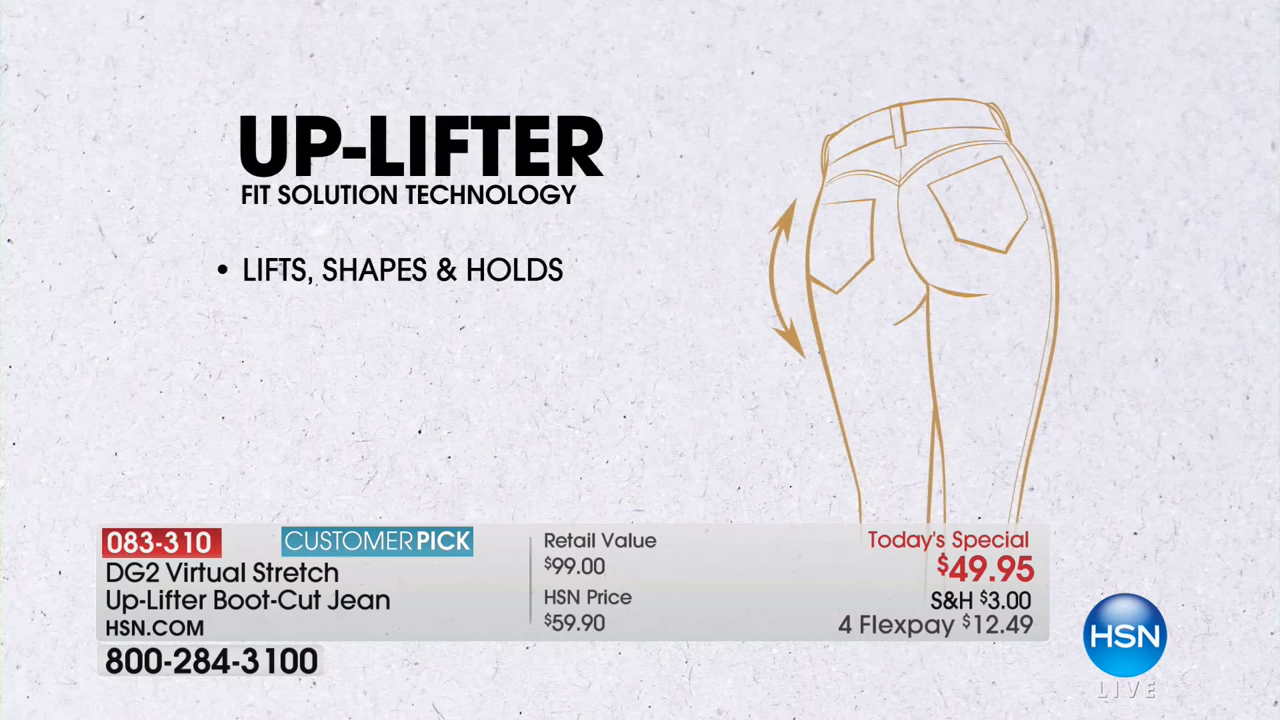 UP-LIFTER
FIT SOLUTION TECHNOLOGY
• LIFTS, SHAPES & HOLDS
083-310
CUSTOMERPICK
DG2 Virtual Stretch
Up-Lifter Boot-Cut Jean
HSN.COM
800-284-3100
Retail Value
$99.00
HSN Price
$59.90
Today's Special
$49.95
S&H $3.00
4 Flexpay $12.49
HSN
LIVE